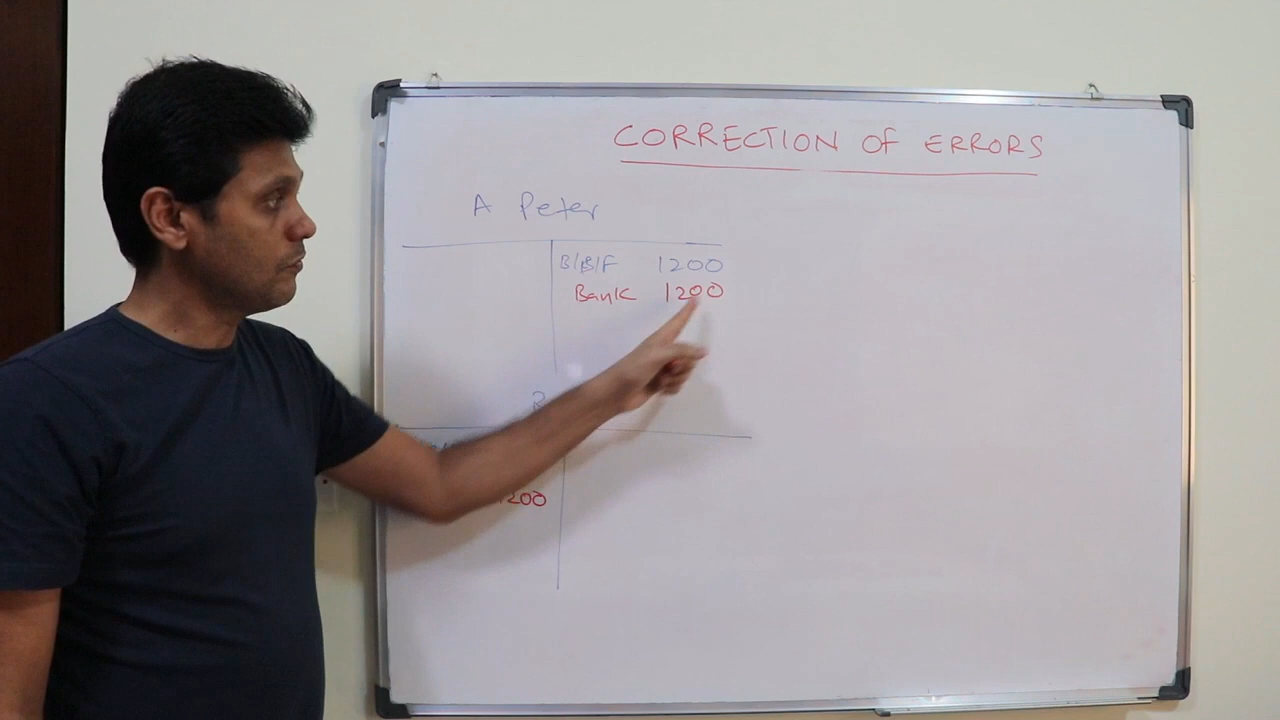 CORRECTION OF ERRORS
A Peter
B/B/F 1200
Bank 1200
B
1200